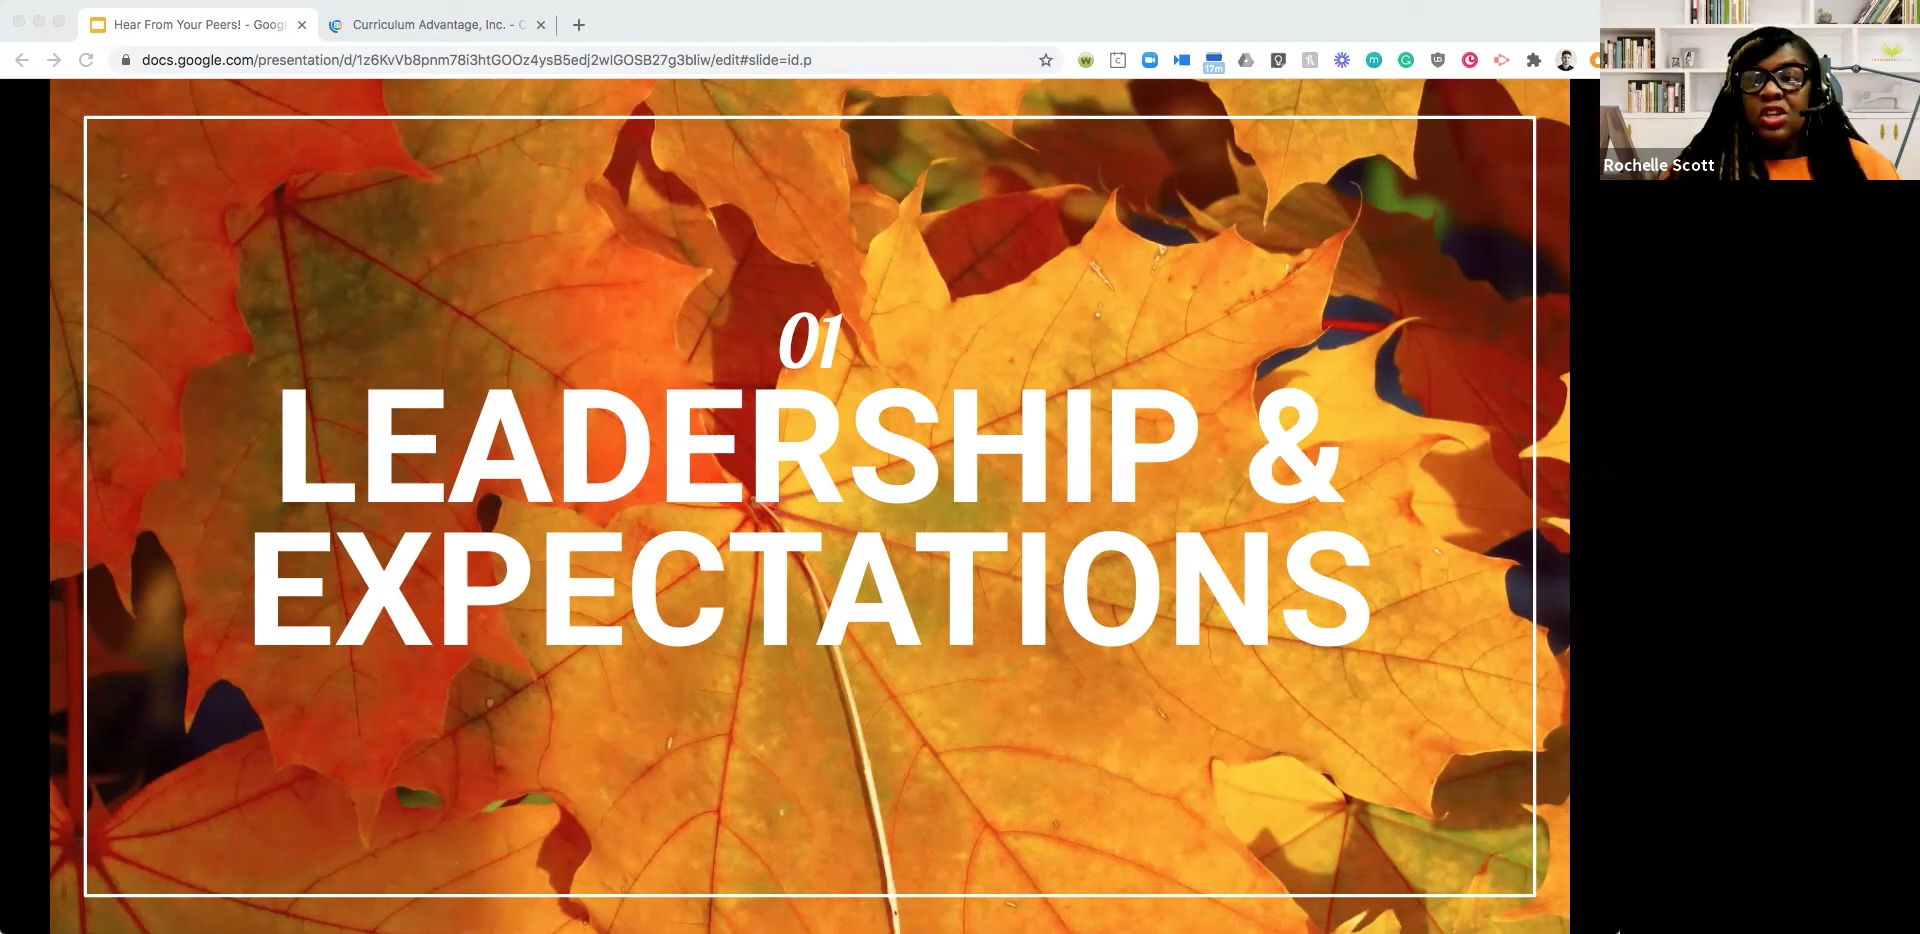 Hear From Your Peers! - Googl
Curriculum Advantage, Inc. - C
docs.google.com/presentation/d/1z6KvVb8pnm78i3htGOOz4ysB5edj2wIGOSB27g3bliw/edit#slide=id.p
17m
Rochelle Scott
01
LEADERSHIP &
EXPECTATIONS